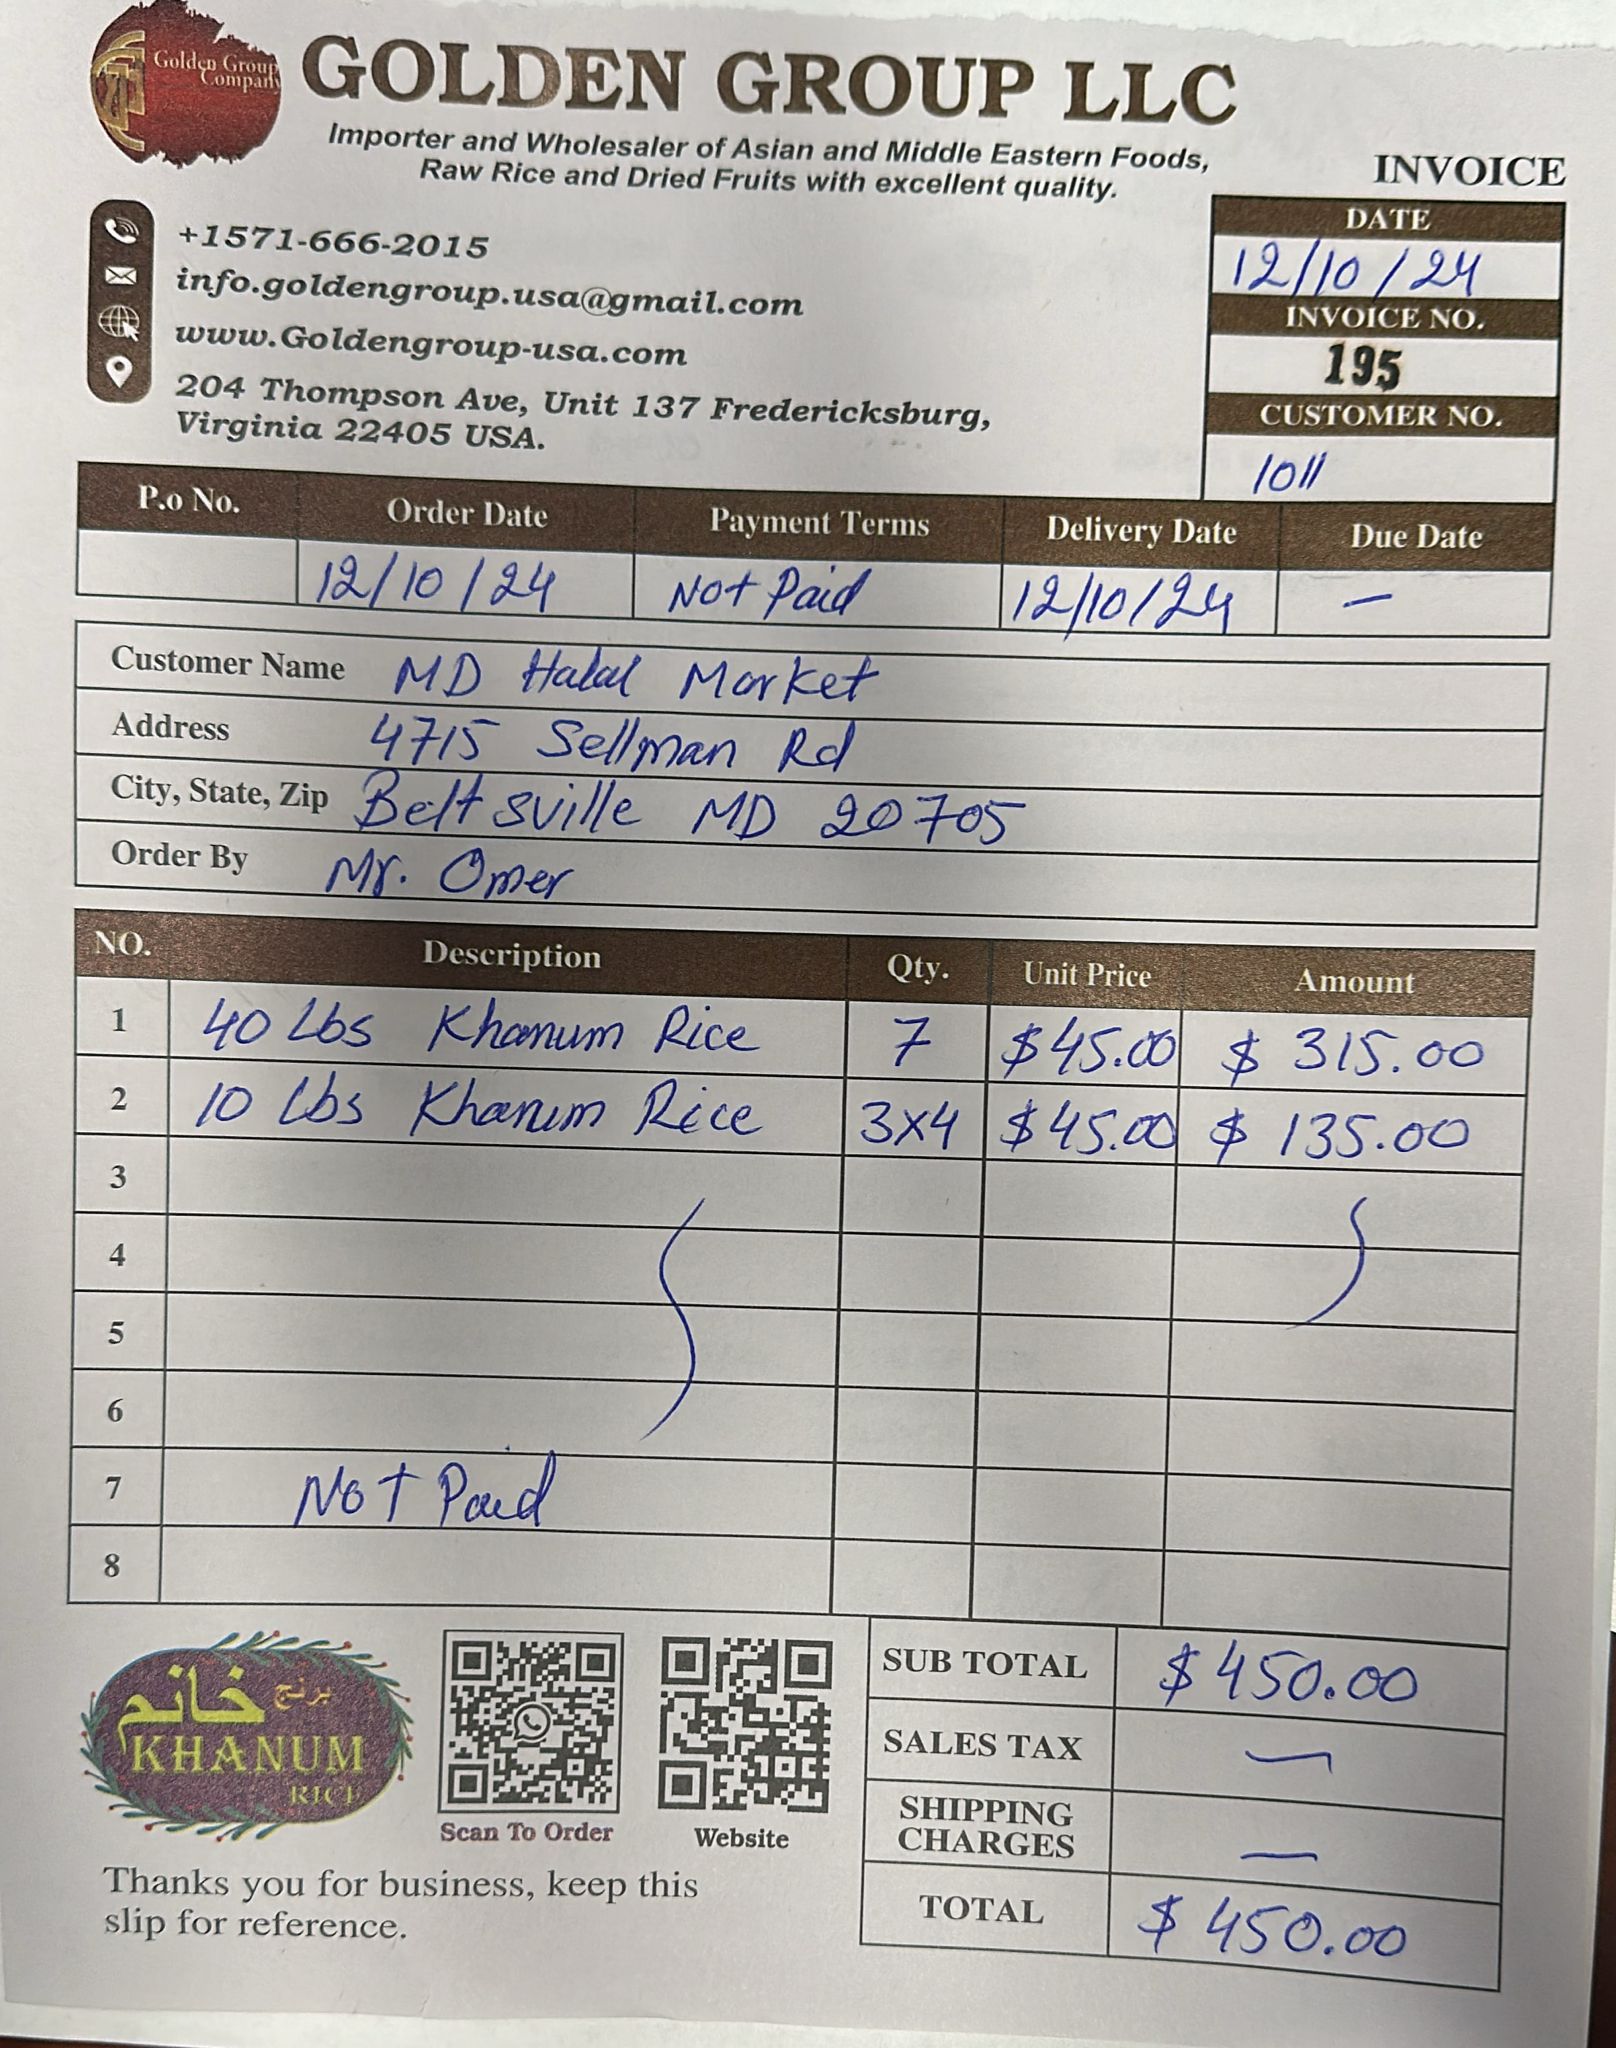 Golden Group
Company
GOLDEN GROUP LLC
Importer and Wholesaler of Asian and Middle Eastern Foods,
Raw Rice and Dried Fruits with excellent quality.
INVOICE
+1571-666-2015
info.goldengroup.usa@gmail.com
www.Goldengroup-usa.com
204 Thompson Ave, Unit 137 Fredericksburg,
Virginia 22405 USA.
DATE
12/10/24
INVOICE NO.
195
CUSTOMER NO.
1011
P.o No. Order Date Payment Terms Delivery Date Due Date
12/10/24 Not Paid 12/10/24 —
Customer Name MD Halal Market
Address 4715 Sellman Rd
City, State, Zip Beltsville MD 20705
Order By Mr. Omer
NO. Description Qty. Unit Price Amount
1 40 Lbs Khanum Rice 7 $45.00 $ 315.00
2 10 Lbs Khanum Rice 3x4 $45.00 $ 135.00
3
4
5
6
7 Not Paid
8
برنج خانم
KHANUM
RICE
Scan To Order
Website
Thanks you for business, keep this
slip for reference.
SUB TOTAL $450.00
SALES TAX —
SHIPPING
CHARGES —
TOTAL $450.00